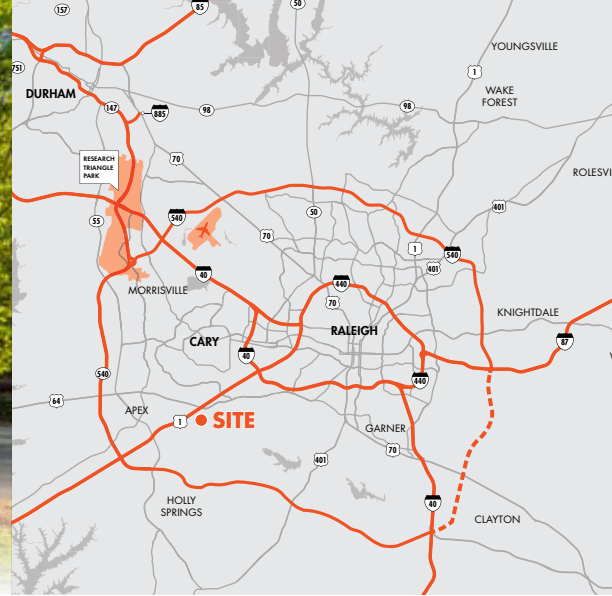 157
85
50
YOUNGSVILLE
751
1
DURHAM
WAKE
FOREST
147
885
98
98
RESEARCH
TRIANGLE
PARK
70
ROLESVI
401
55
540
50
70
1
540
401
40
MORRISVILLE
440
70
KNIGHTDALE
RALEIGH
CARY
87
40
540
440
64
APEX
1
SITE
GARNER
70
401
HOLLY
SPRINGS
40
CLAYTON